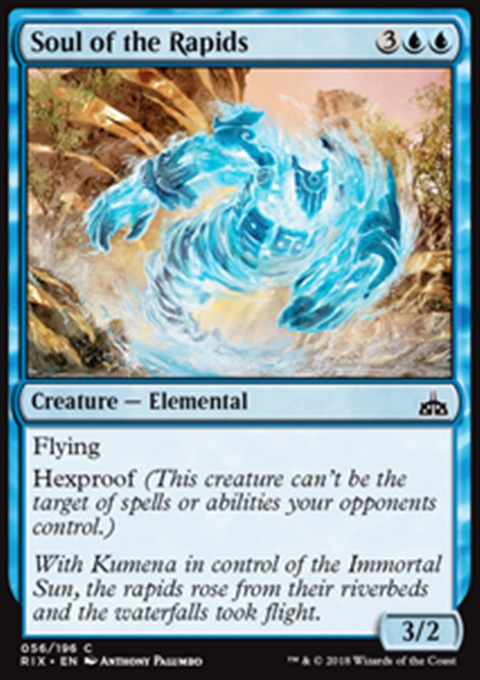 Soul of the Rapids 3
Creature — Elemental
Flying
Hexproof (This creature can't be the
target of spells or abilities your opponents
control.)
With Kumena in control of the Immortal
Sun, the rapids rose from their riverbeds
and the waterfalls took flight.
3/2
056/196 C
RIX • EN Anthony Palumbo
™ & © 2018 Wizards of the Coast